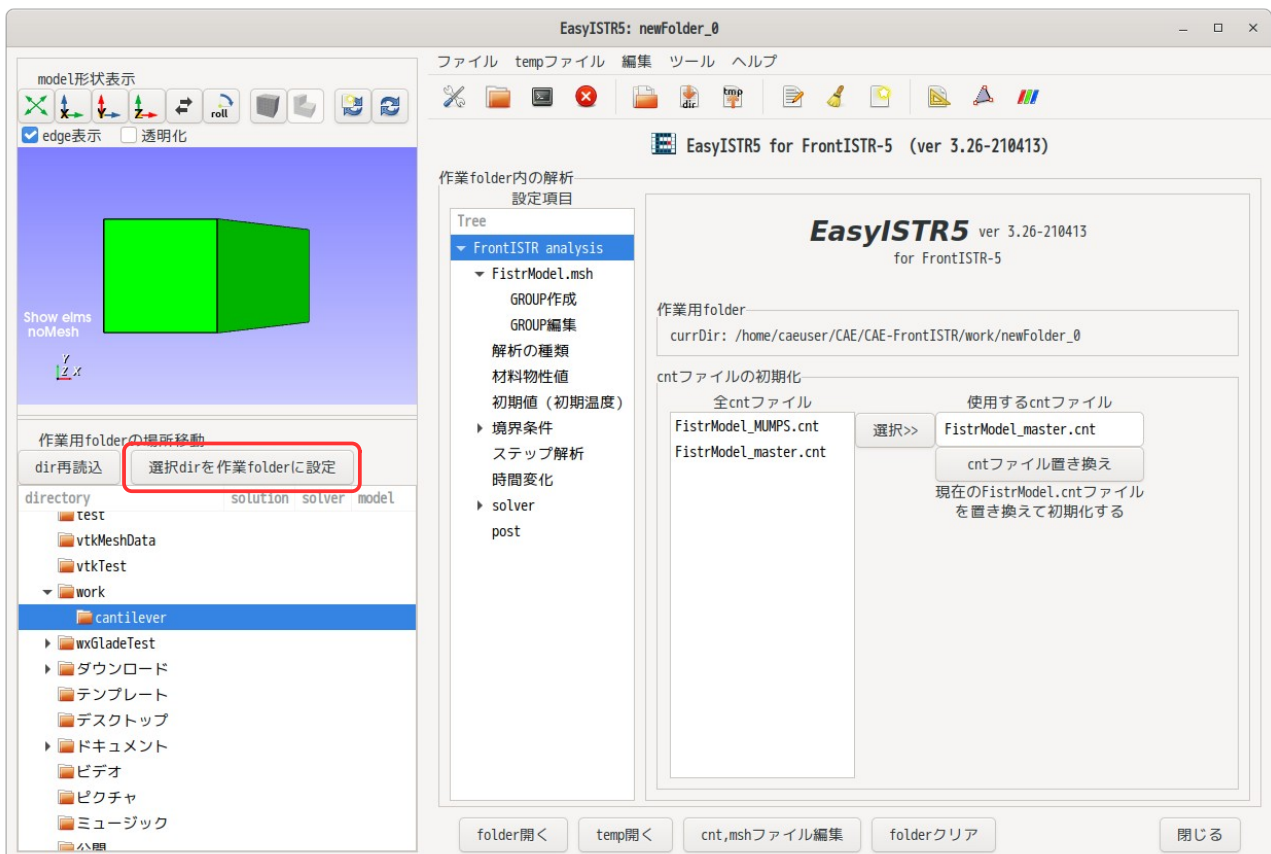 EasyISTR5: newFolder_0
model形状表示
roll
edge表示 透明化
Show elms
noMesh
Y
Z X
作業用folderの場所移動
dir再読込 選択dirを作業folderに設定
directory solution solver model
test
vtkMeshData
vtkTest
work
cantilever
wxGladeTest
ダウンロード
テンプレート
デスクトップ
ドキュメント
ビデオ
ピクチャ
ミュージック
公開
ファイル tempファイル 編集 ツール ヘルプ
dir tmp
EasyISTR5 for FrontISTR-5 (ver 3.26-210413)
作業folder内の解析
設定項目
Tree
FrontISTR analysis
FistrModel.msh
GROUP作成
GROUP編集
解析の種類
材料物性値
初期値（初期温度）
境界条件
ステップ解析
時間変化
solver
post
EasyISTR5 ver 3.26-210413
for FrontISTR-5
作業用folder
currDir: /home/caeuser/CAE/CAE-FrontISTR/work/newFolder_0
cntファイルの初期化
全cntファイル
FistrModel_MUMPS.cnt
FistrModel_master.cnt
選択>>
使用するcntファイル
FistrModel_master.cnt
cntファイル置き換え
現在のFistrModel.cntファイル
を置き換えて初期化する
folder開く temp開く cnt,mshファイル編集 folderクリア 閉じる